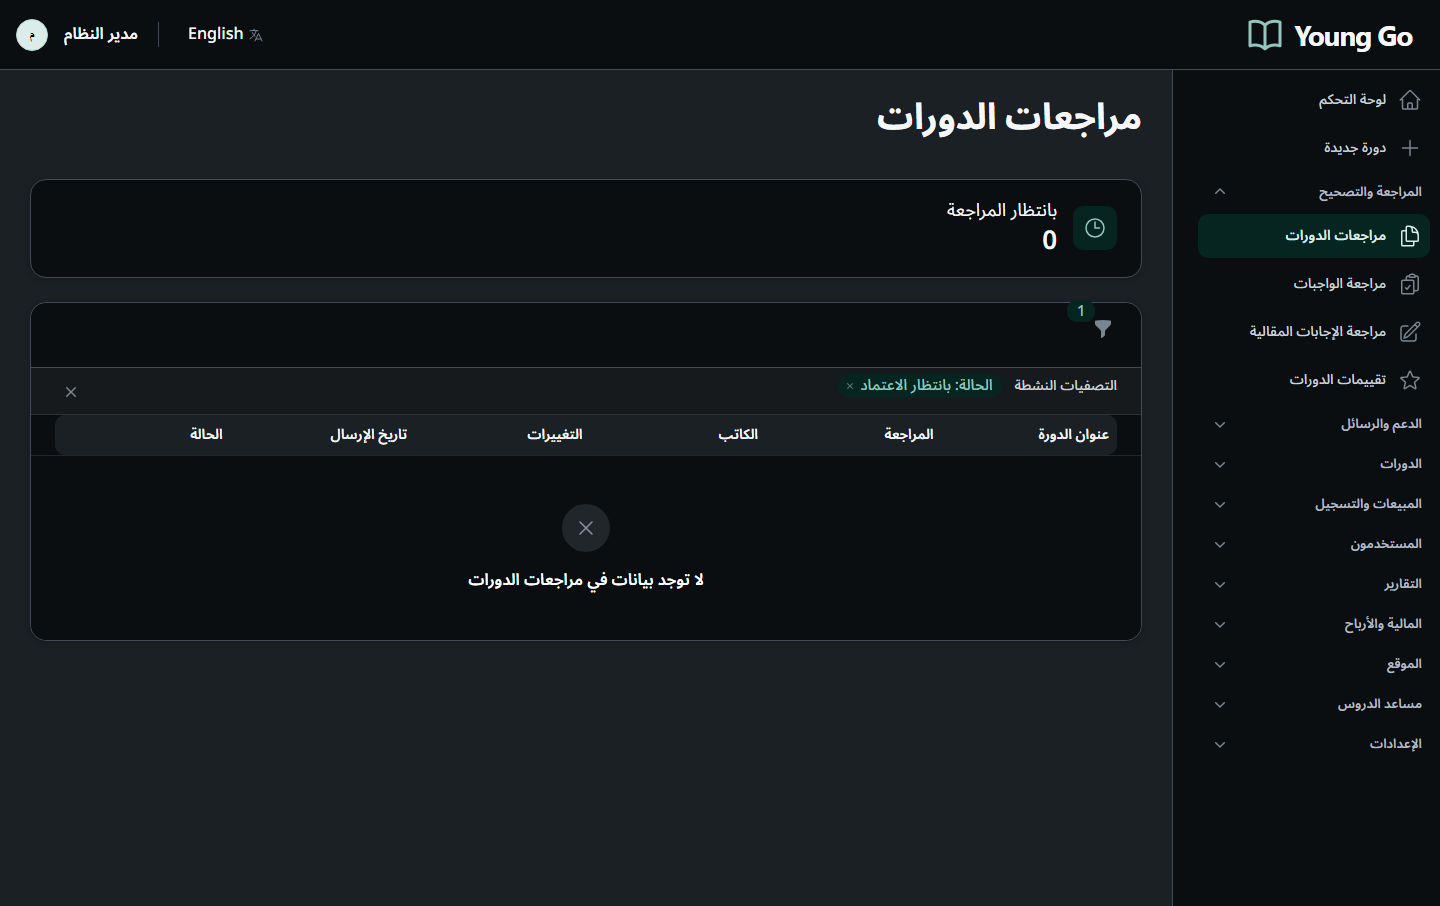 Young Go
English
مدير النظام
م
لوحة التحكم
دورة جديدة
المراجعة والتصحيح
مراجعات الدورات
مراجعة الواجبات
مراجعة الإجابات المقالية
تقييمات الدورات
الدعم والرسائل
الدورات
المبيعات والتسجيل
المستخدمون
التقارير
المالية والأرباح
الموقع
مساعد الدروس
الإعدادات
مراجعات الدورات
بانتظار المراجعة
0
1
التصفيات النشطة الحالة: بانتظار الاعتماد ×
عنوان الدورة المراجعة الكاتب التغييرات تاريخ الإرسال الحالة
لا توجد بيانات في مراجعات الدورات